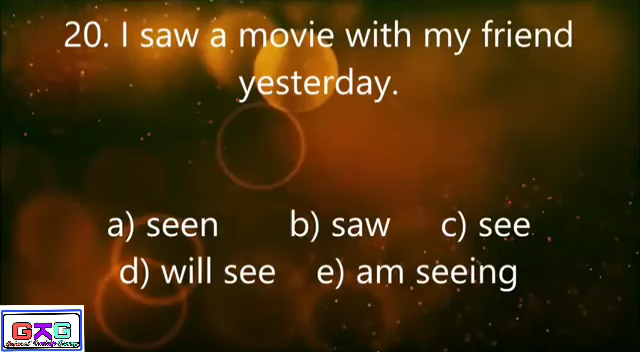 20. I saw a movie with my friend
yesterday.
a) seen b) saw c) see
d) will see e) am seeing
GKG